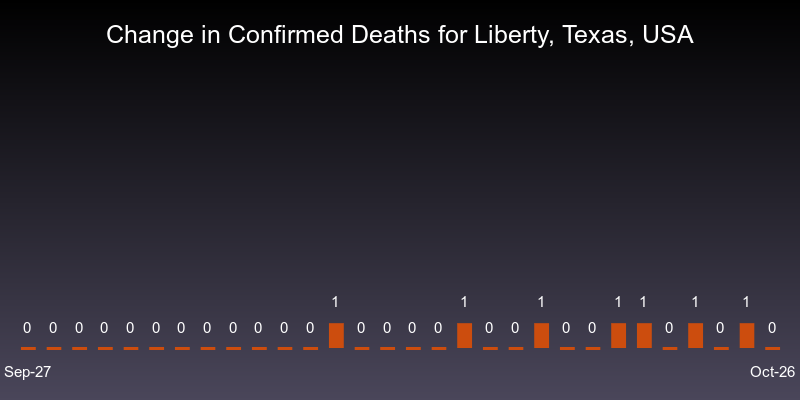 Change in Confirmed Deaths for Liberty, Texas, USA
0 0 0 0 0 0 0 0 0 0 0 0 1 0 0 0 0 1 0 0 1 0 0 1 1 0 1 0 1 0
Sep-27 Oct-26